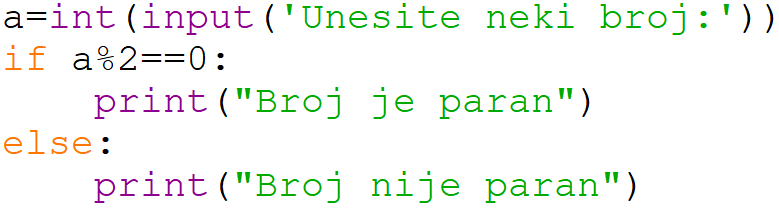 a=int(input('Unesite neki broj:'))
if a%2==0:
    print("Broj je paran")
else:
    print("Broj nije paran")